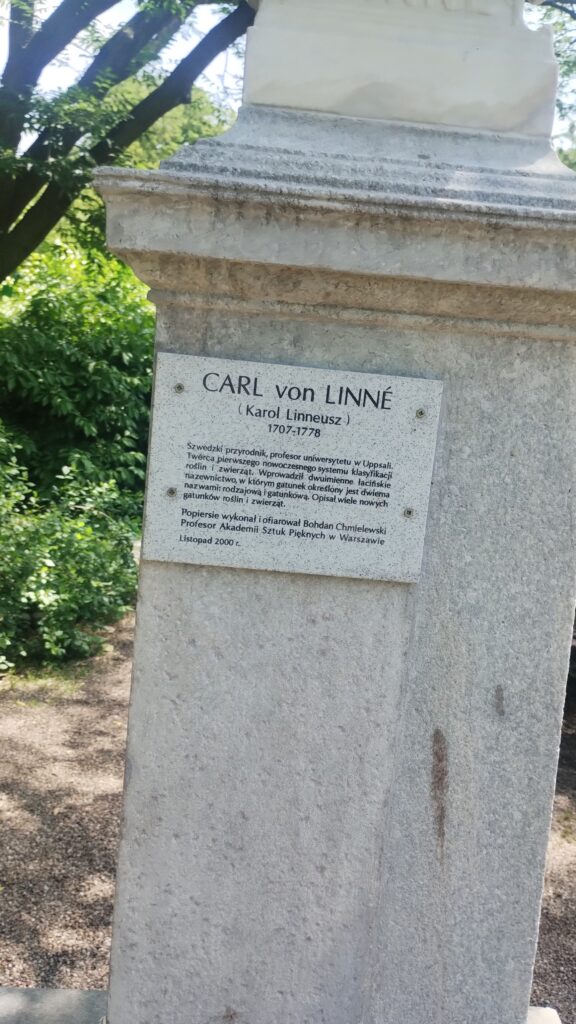 CARL von LINNÉ
(Karol Linneusz)
1707-1778
Szwedzki przyrodnik, profesor uniwersytetu w Uppsali.
Twórca pierwszego nowoczesnego systemu klasyfikacji
roślin i zwierząt. Wprowadził dwuimienne łacińskie
nazewnictwo, w którym gatunek określony jest dwiema
nazwami: rodzajową i gatunkową. Opisał wiele nowych
gatunków roślin i zwierząt.
Popiersie wykonał i ofiarował Bohdan Chmielewski
Profesor Akademii Sztuk Pięknych w Warszawie
Listopad 2000 r.